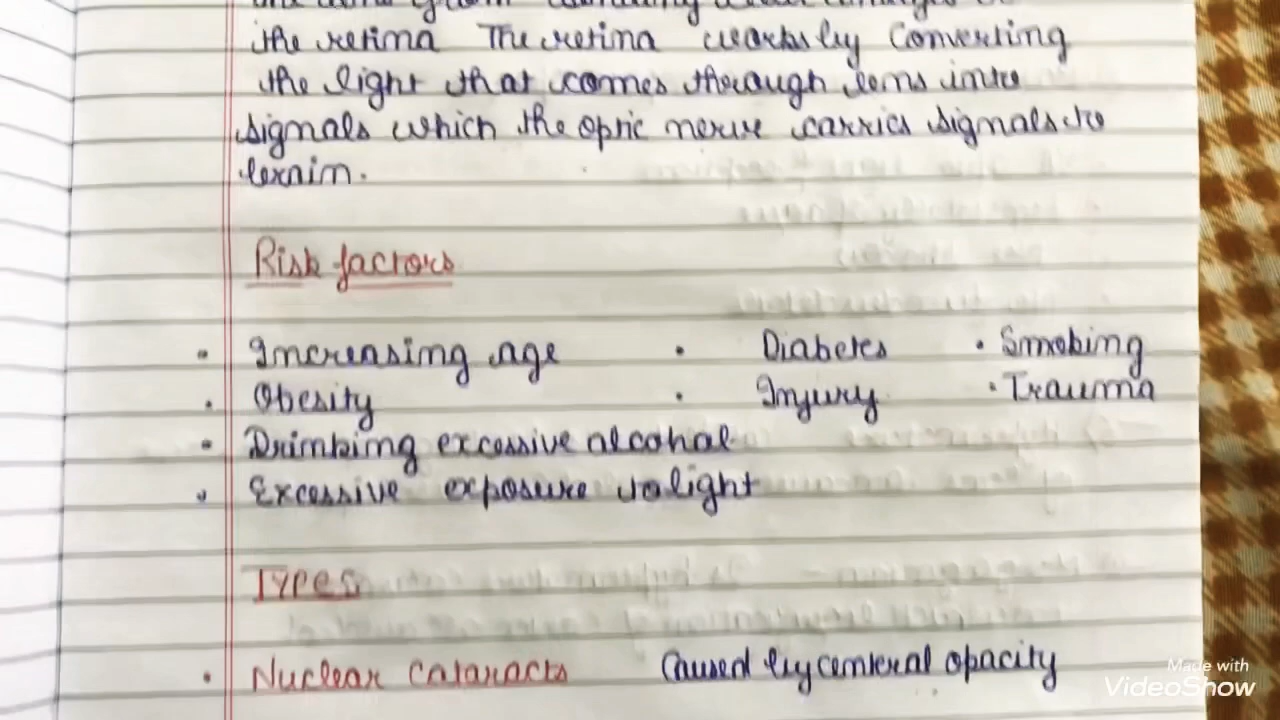 the retina The retina works by Converting
the light that comes through lens into
signals which the optic nerve carries signals to
brain.
Risk factors
• Increasing age • Diabetes • Smoking
• Obesity • Injury • Trauma
• Drinking excessive alcohal
• Excessive exposure to light
Types
• Nuclear Cataracts Caused by centeral opacity
Made with
VideoShow